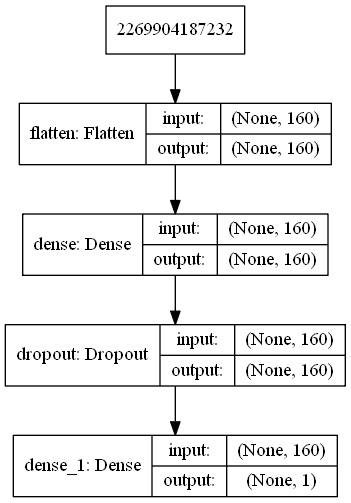 2269904187232
flatten: Flatten
input: (None, 160)
output: (None, 160)
dense: Dense
input: (None, 160)
output: (None, 160)
dropout: Dropout
input: (None, 160)
output: (None, 160)
dense_1: Dense
input: (None, 160)
output: (None, 1)